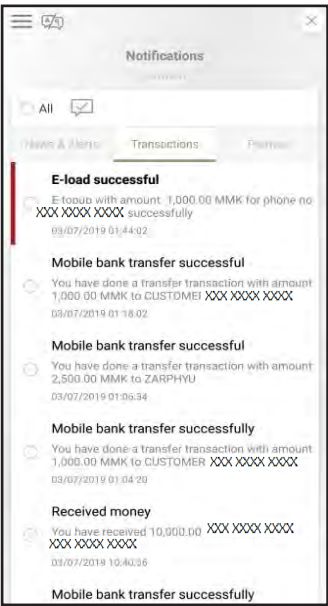 Notifications
All
News & Alerts Transactions
E-load successful
E-topup with amount 1,000.00 MMK for phone no
XXX XXXX XXXX successfully
03/07/2019 01:44:02
Mobile bank transfer successful
You have done a transfer transaction with amount
1,000.00 MMK to CUSTOMEI XXX XXXX XXXX
03/07/2019 01:18:02
Mobile bank transfer successful
You have done a transfer transaction with amount
2,500.00 MMK to ZARPHYU
03/07/2019 01:06:34
Mobile bank transfer successfully
You have done a transfer transaction with amount
1,000.00 MMK to CUSTOMER XXX XXXX XXXX
03/07/2019 01:04:20
Received money
You have received 10,000.00 XXX XXXX XXXX
XXX XXXX XXXX
03/07/2019 10:40:06
Mobile bank transfer successfully